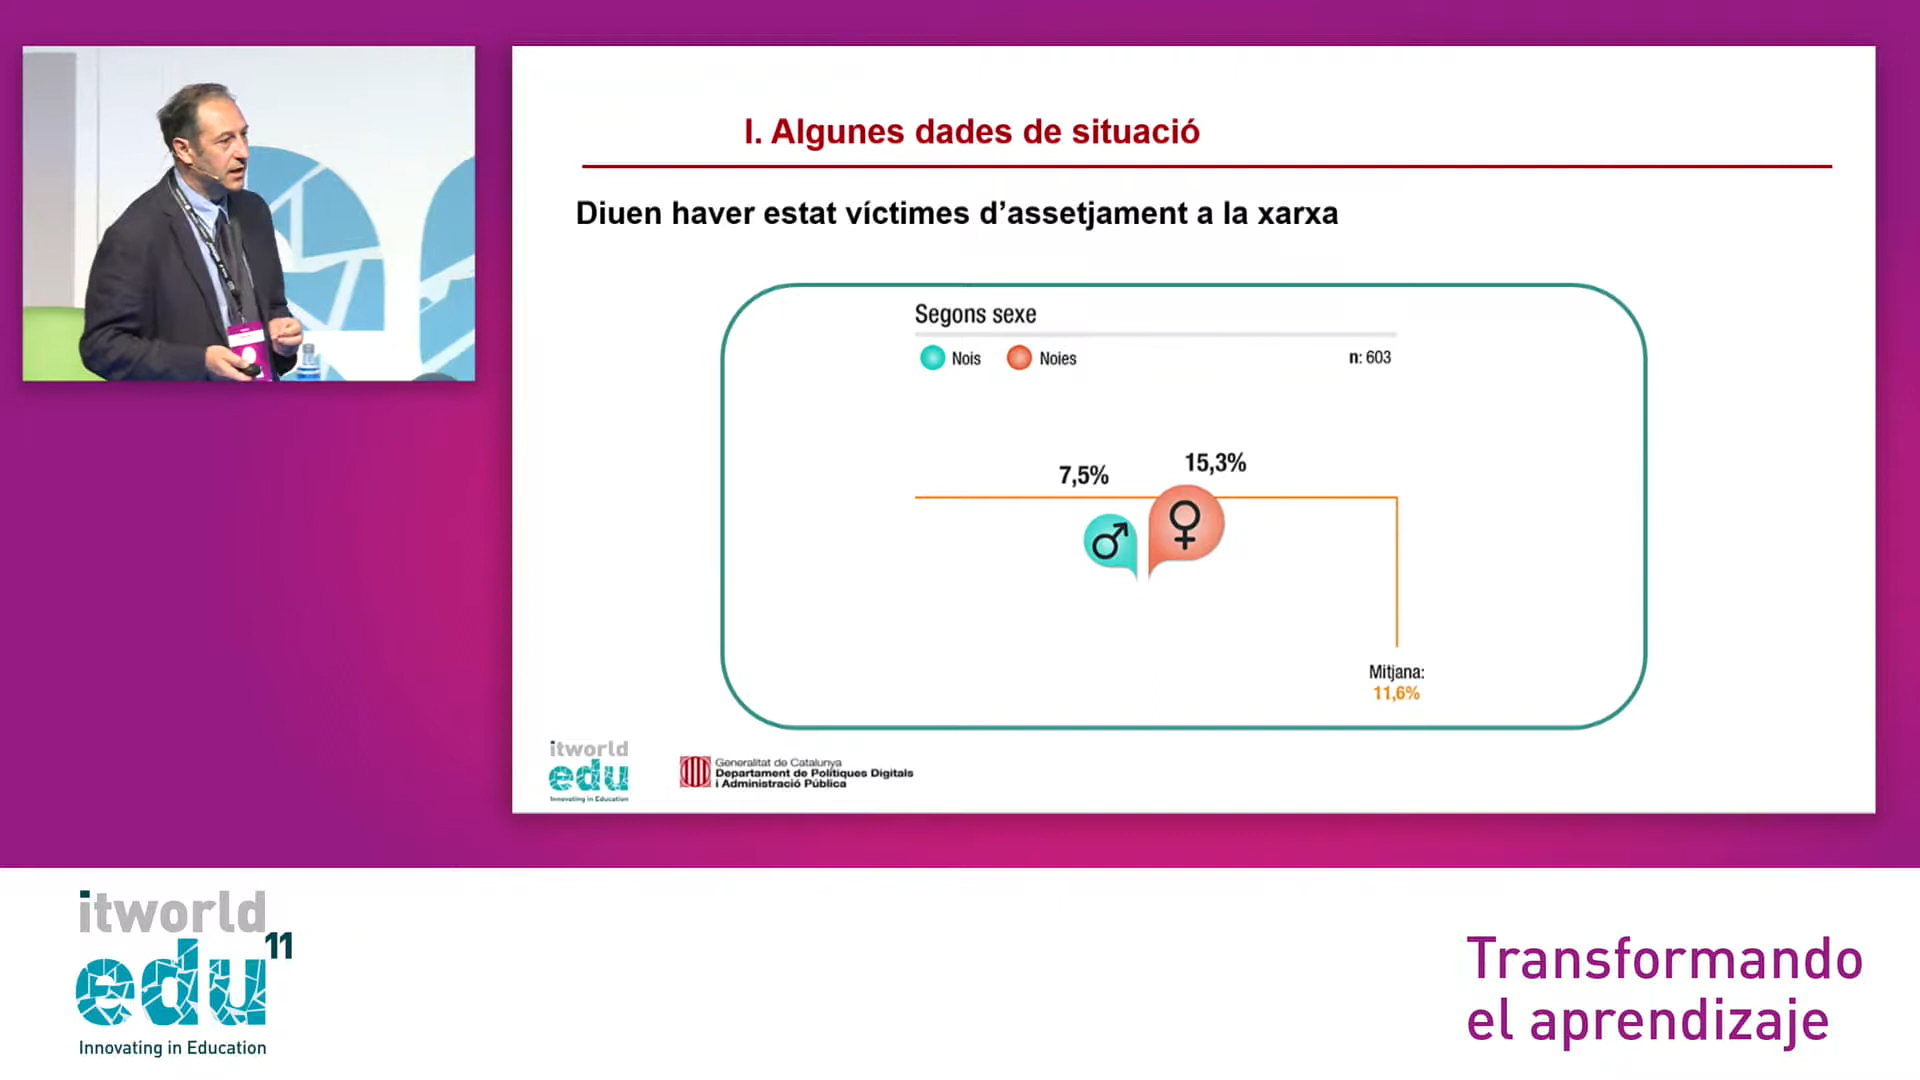 I. Algunes dades de situació
Diuen haver estat víctimes d’assetjament a la xarxa
Segons sexe
Nois
Noies
n: 603
7,5%
15,3%
Mitjana:
11,6%
itworld
edu
Innovating in Education
Generalitat de Catalunya
Departament de Polítiques Digitals
i Administració Pública
itworld
edu11
Innovating in Education
Transformando
el aprendizaje